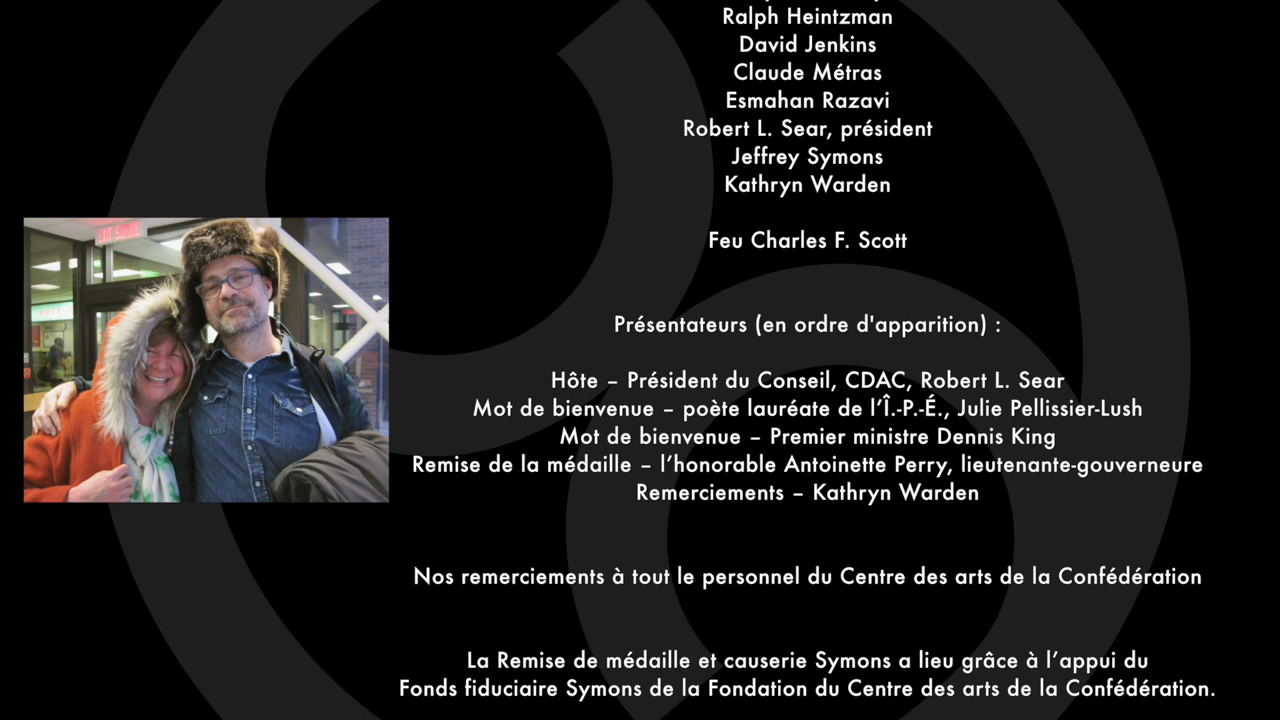 Ralph Heintzman
David Jenkins
Claude Métras
Esmahan Razavi
Robert L. Sear, président
Jeffrey Symons
Kathryn Warden
Feu Charles F. Scott
Présentateurs (en ordre d'apparition) :
Hôte – Président du Conseil, CDAC, Robert L. Sear
Mot de bienvenue – poète lauréate de l’Î.-P.-É., Julie Pellissier-Lush
Mot de bienvenue – Premier ministre Dennis King
Remise de la médaille – l’honorable Antoinette Perry, lieutenante-gouverneure
Remerciements – Kathryn Warden
Nos remerciements à tout le personnel du Centre des arts de la Confédération
La Remise de médaille et causerie Symons a lieu grâce à l’appui du
Fonds fiduciaire Symons de la Fondation du Centre des arts de la Confédération.
EXIT SORTIE